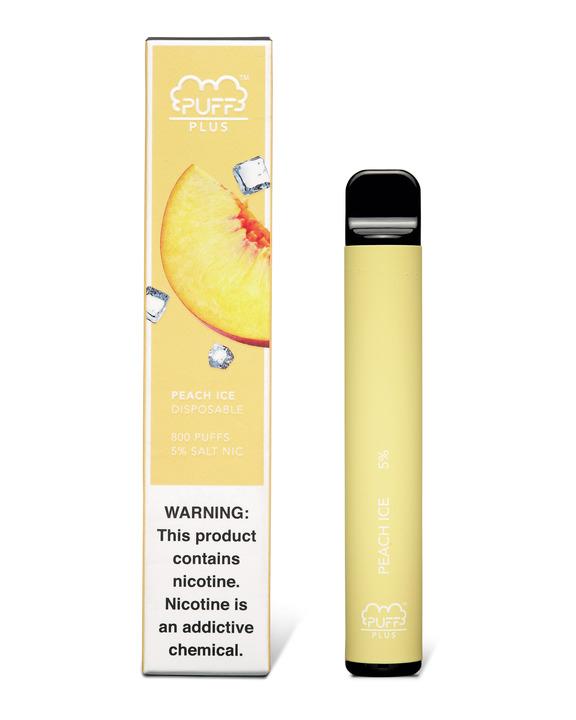 PUFF™
PLUS
PEACH ICE
DISPOSABLE
800 PUFFS
5% SALT NIC
WARNING:
This product
contains
nicotine.
Nicotine is
an addictive
chemical.
PEACH ICE 5%
PUFF
PLUS